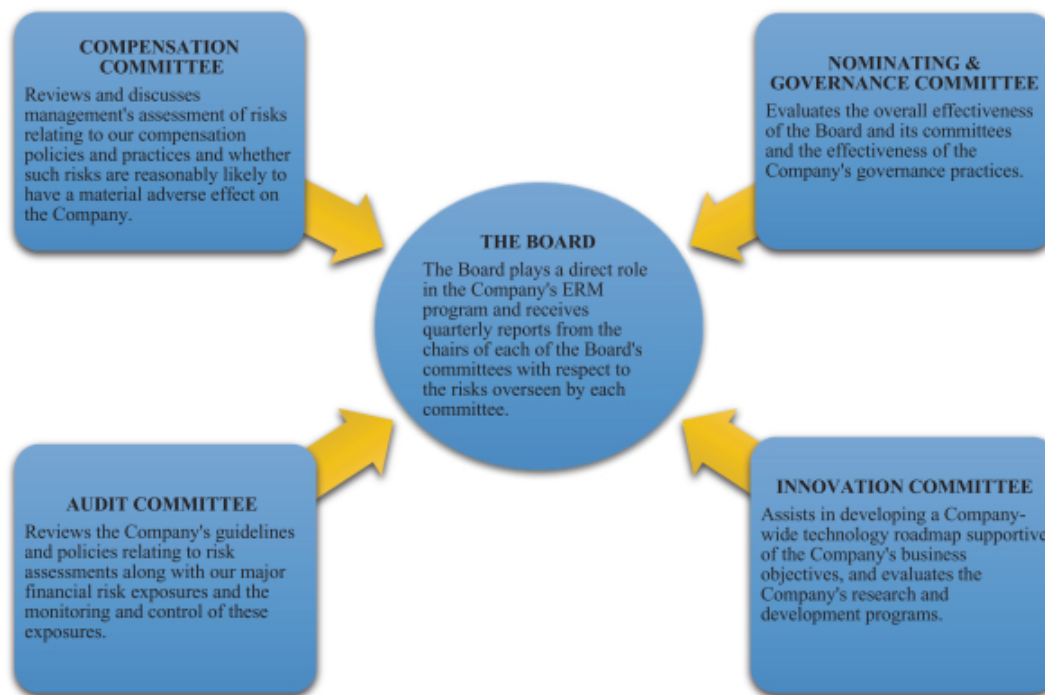 COMPENSATION
COMMITTEE
Reviews and discusses
management's assessment of risks
relating to our compensation
policies and practices and whether
such risks are reasonably likely to
have a material adverse effect on
the Company.
NOMINATING &
GOVERNANCE COMMITTEE
Evaluates the overall effectiveness
of the Board and its committees
and the effectiveness of the
Company's governance practices.
THE BOARD
The Board plays a direct role
in the Company's ERM
program and receives
quarterly reports from the
chairs of each of the Board's
committees with respect to
the risks overseen by each
committee.
AUDIT COMMITTEE
Reviews the Company's guidelines
and policies relating to risk
assessments along with our major
financial risk exposures and the
monitoring and control of these
exposures.
INNOVATION COMMITTEE
Assists in developing a Company-
wide technology roadmap supportive
of the Company's business
objectives, and evaluates the
Company's research and
development programs.